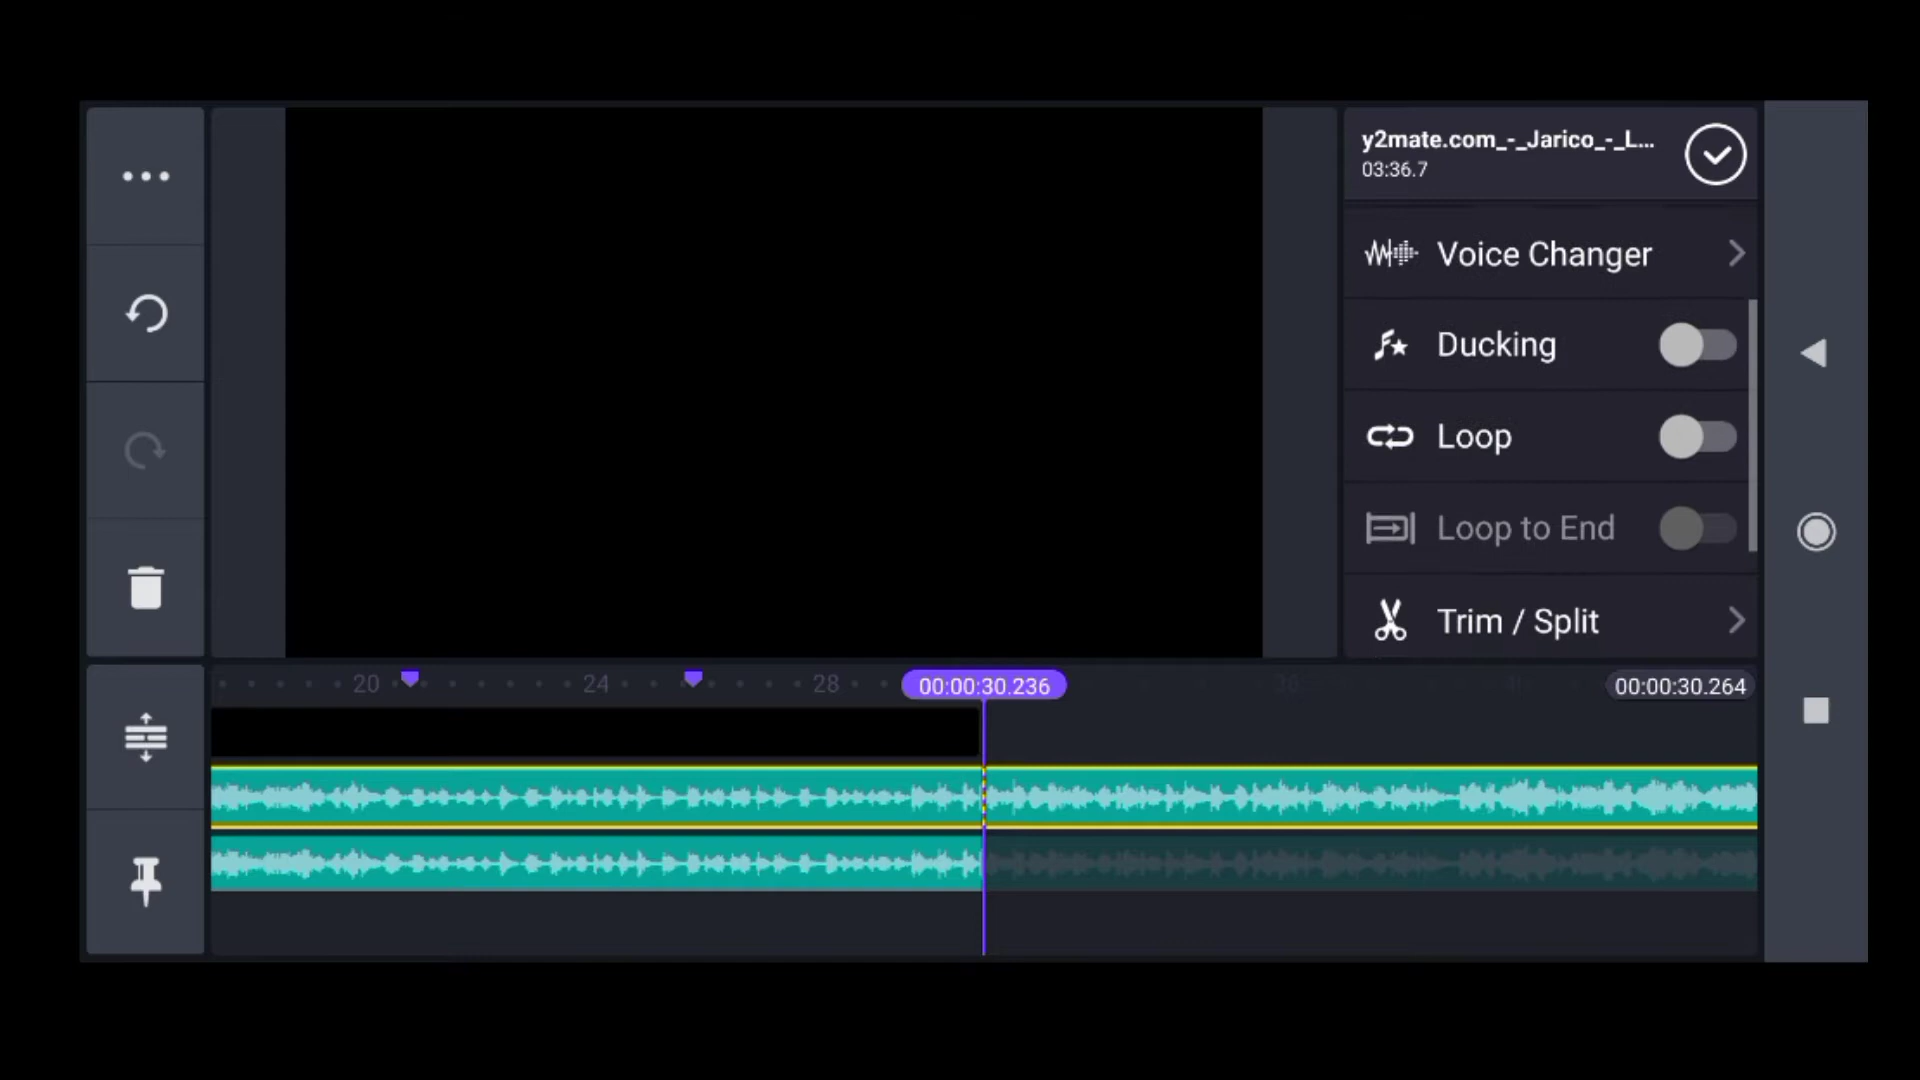 y2mate.com_-_Jarico_-_L...
03:36.7
Voice Changer
Ducking
Loop
Loop to End
Trim / Split
20
24
28
00:00:30.236
36
00:00:30.264